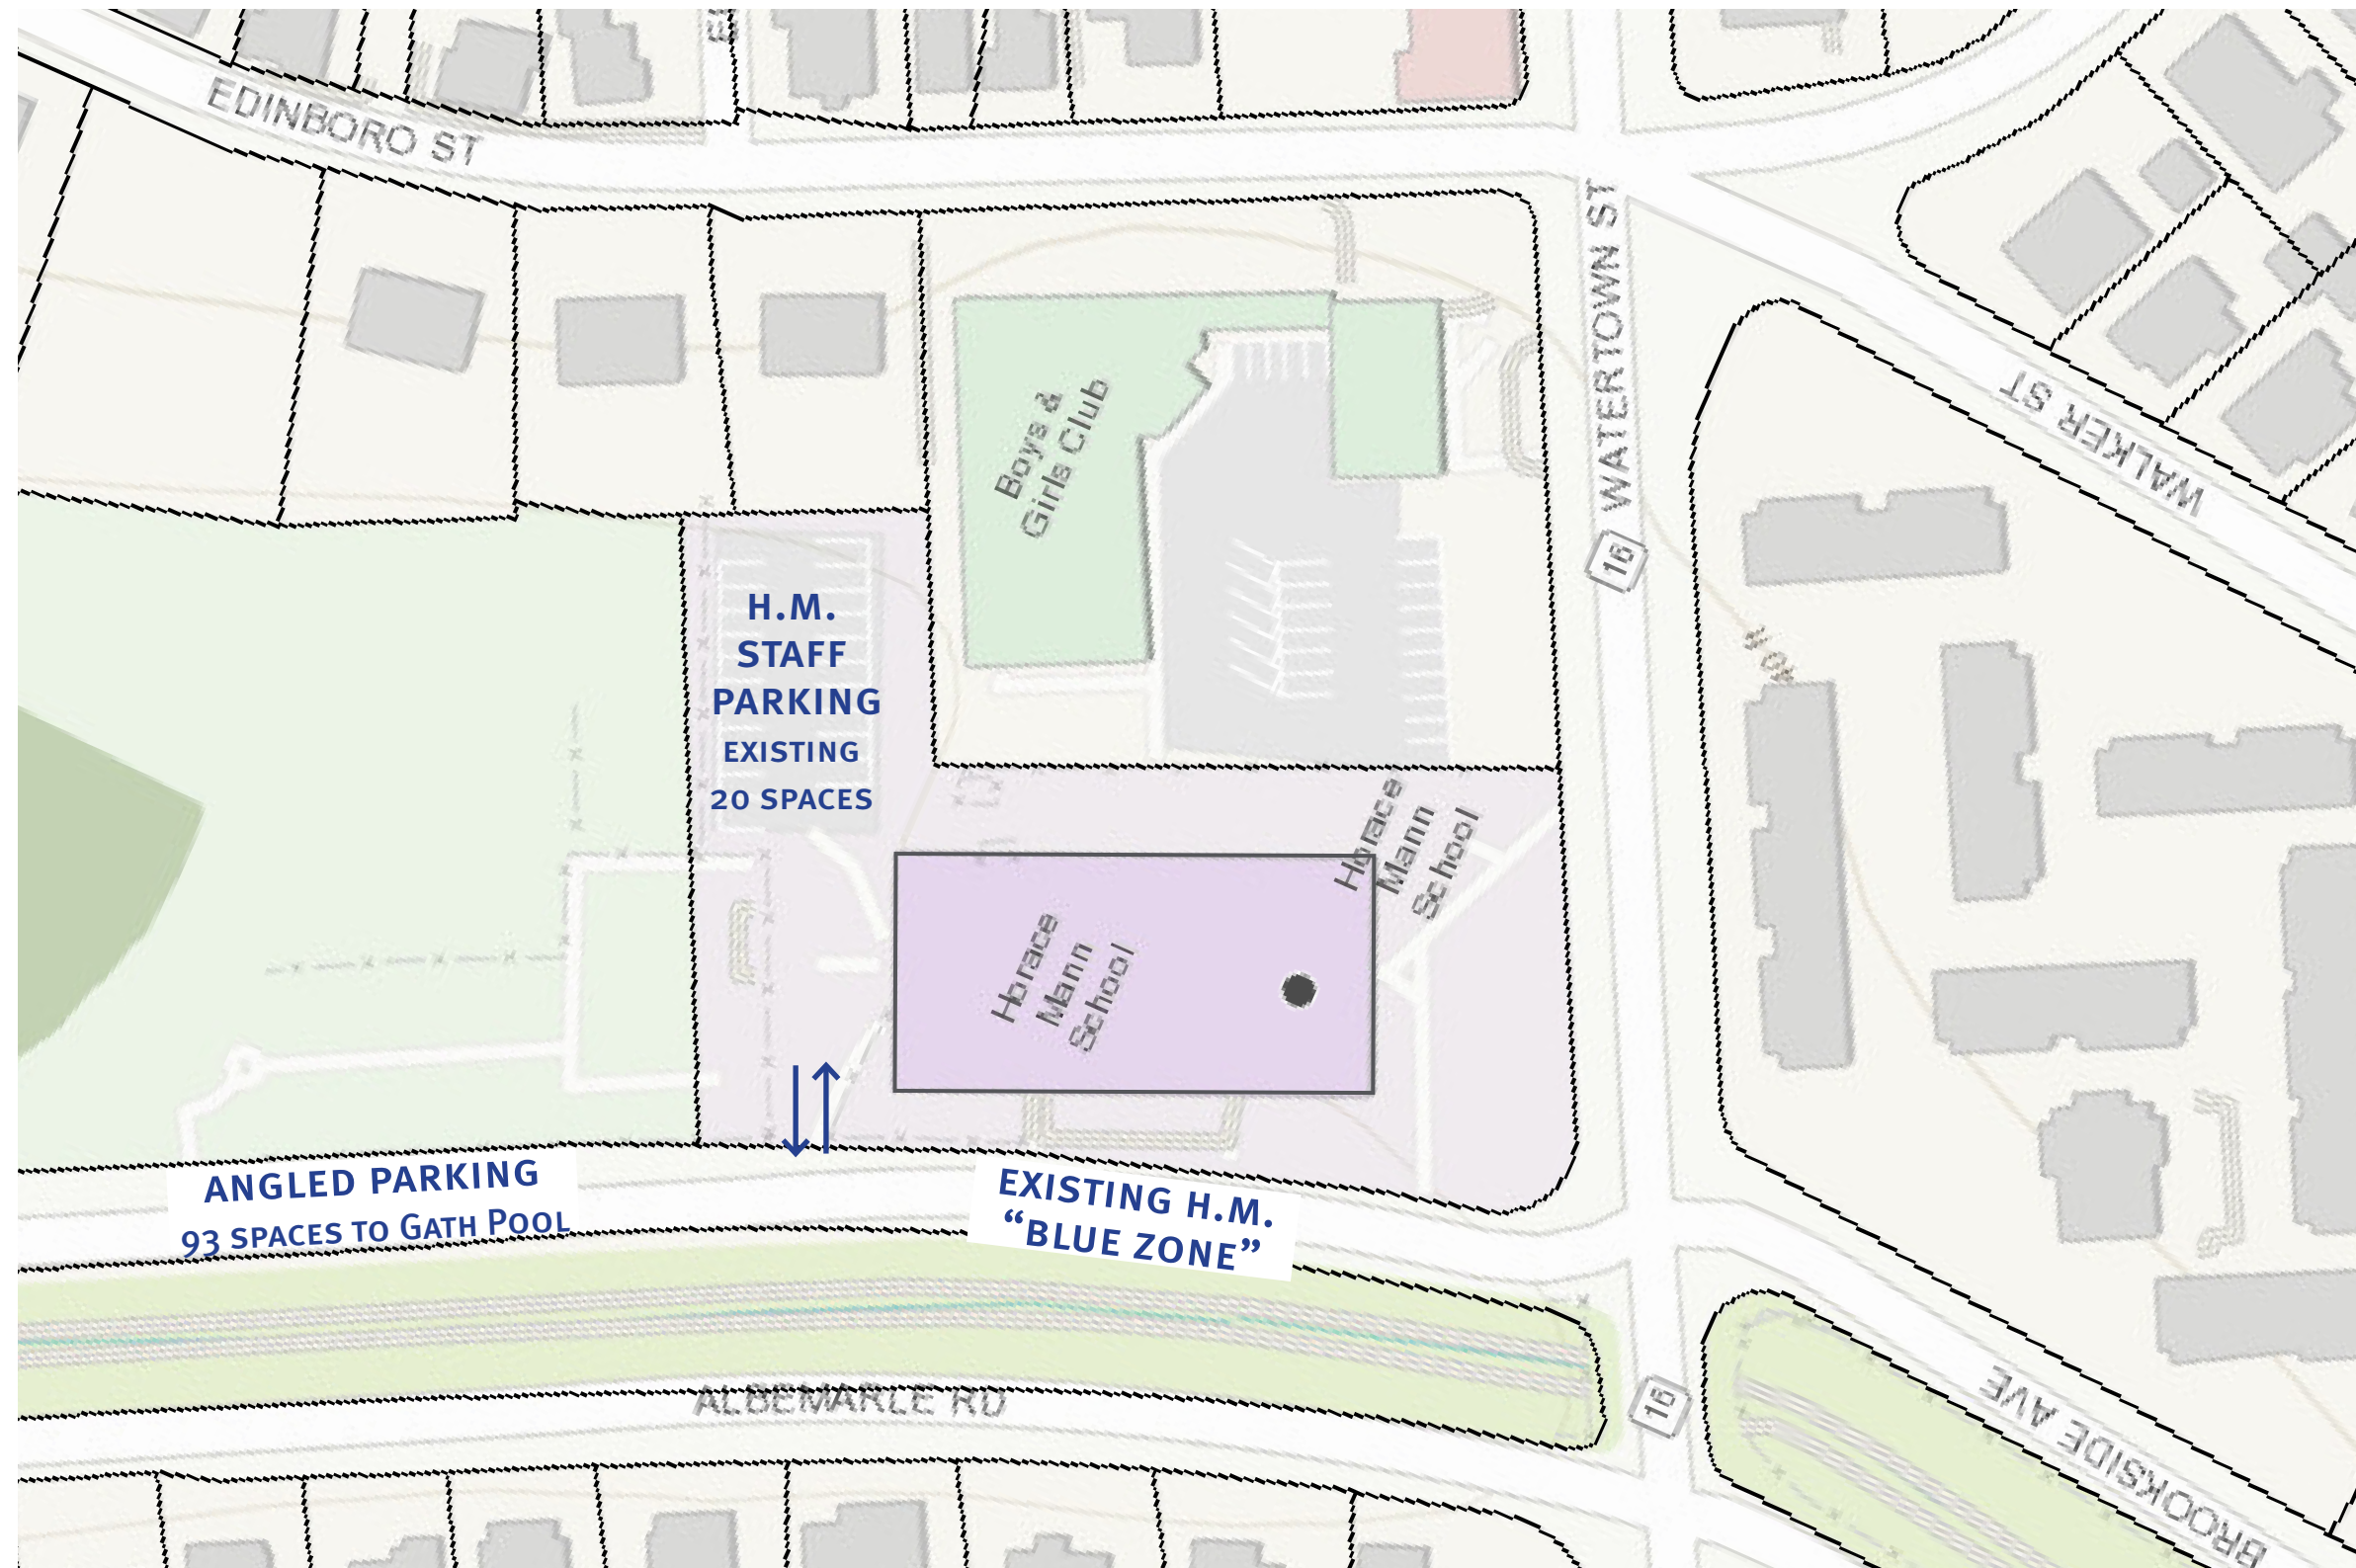 EDINBORO ST
WATERTOWN ST
16
WALKER ST
Boys &
Girls Club
H.M.
STAFF
PARKING
EXISTING
20 SPACES
Horace
Mann
School
Horace
Mann
School
ANGLED PARKING
93 SPACES TO GATH POOL
EXISTING H.M.
“BLUE ZONE”
ALBEMARLE RD
16
BROOKSIDE AVE